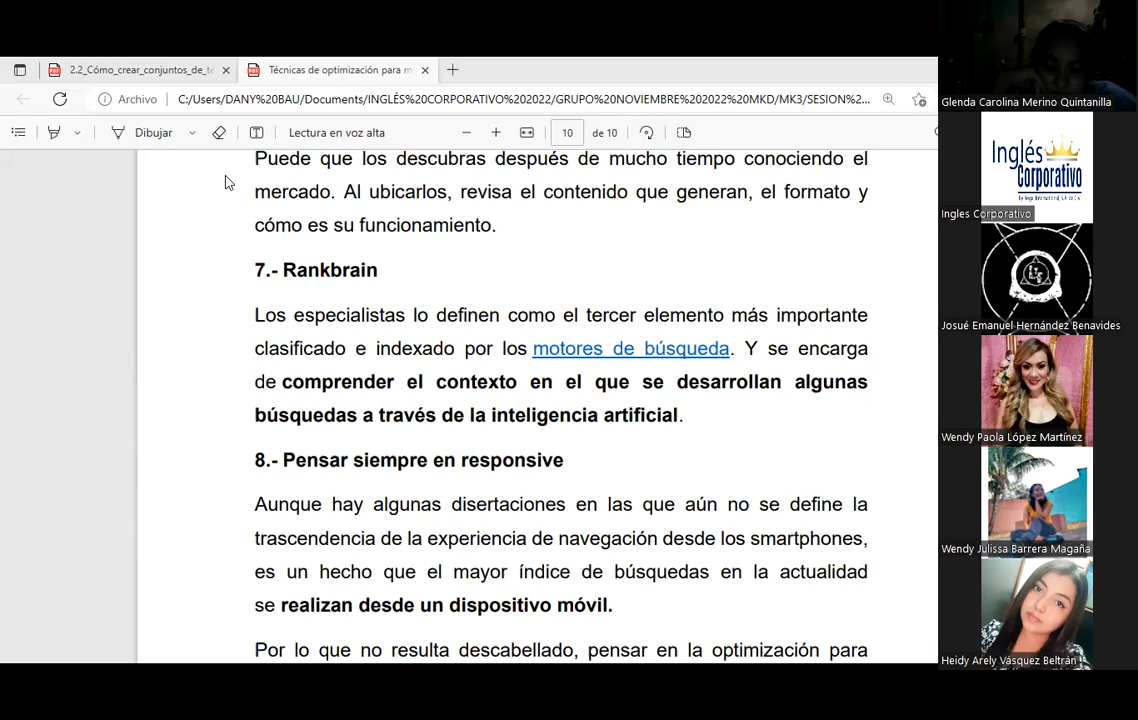 2.2_Cómo_crear_conjuntos_de_te
Técnicas de optimización para m
Archivo
C:/Users/DANY%20BAU/Documents/INGLÉS%20CORPORATIVO%202022/GRUPO%20NOVIEMBRE%202022%20MKD/MK3/SESION%2...
Dibujar
Lectura en voz alta
10
de 10
Puede que los descubras después de mucho tiempo conociendo el
mercado. Al ubicarlos, revisa el contenido que generan, el formato y
cómo es su funcionamiento.
7.- Rankbrain
Los especialistas lo definen como el tercer elemento más importante
clasificado e indexado por los motores de búsqueda. Y se encarga
de comprender el contexto en el que se desarrollan algunas
búsquedas a través de la inteligencia artificial.
8.- Pensar siempre en responsive
Aunque hay algunas disertaciones en las que aún no se define la
trascendencia de la experiencia de navegación desde los smartphones,
es un hecho que el mayor índice de búsquedas en la actualidad
se realizan desde un dispositivo móvil.
Por lo que no resulta descabellado, pensar en la optimización para
Glenda Carolina Merino Quintanilla
Inglés
Corporativo
Ingles Corporativo
Josué Emanuel Hernández Benavides
Wendy Paola López Martínez
Wendy Julissa Barrera Magaña
Heidy Arely Vásquez Beltrán